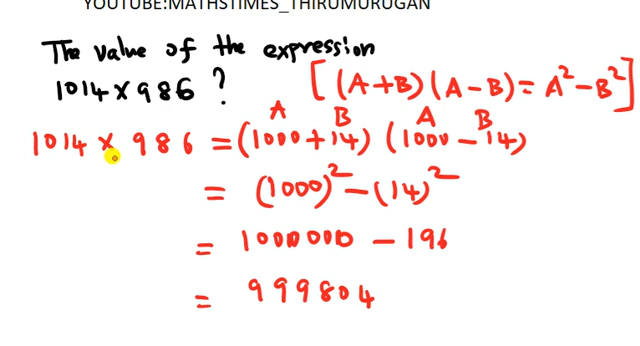 YOUTUBE:MATHSTIMES_THIRUMURUGAN
The value of the expression
1014 x 986 ?
[(A+B)(A-B) = A² - B²]
A B A B
1014 x 986 = (1000+14) (1000-14)
= (1000)² - (14)²
= 1000000 - 196
= 999804